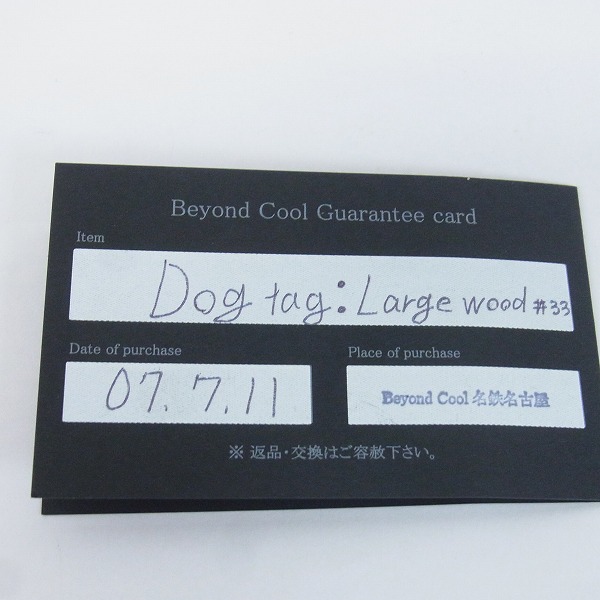 Beyond Cool Guarantee card
Item
Dog tag: Large wood #33
Date of purchase
07.7.11
Place of purchase
Beyond Cool 名鉄名古屋
※ 返品・交換はご容赦下さい。